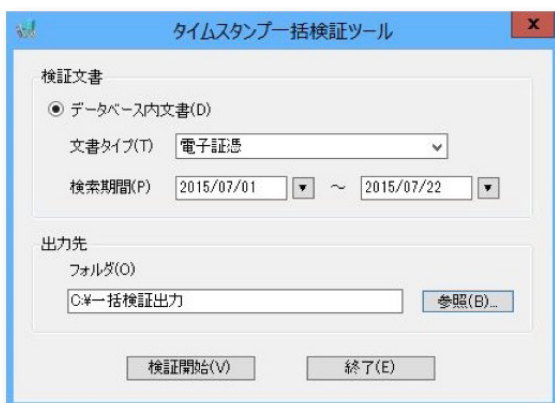 タイムスタンプ一括検証ツール x
検証文書
データベース内文書(D)
文書タイプ(T) 電子証憑
検索期間(P) 2015/07/01 ～ 2015/07/22
出力先
フォルダ(O)
C:¥一括検証出力 参照(B)...
検証開始(V) 終了(E)